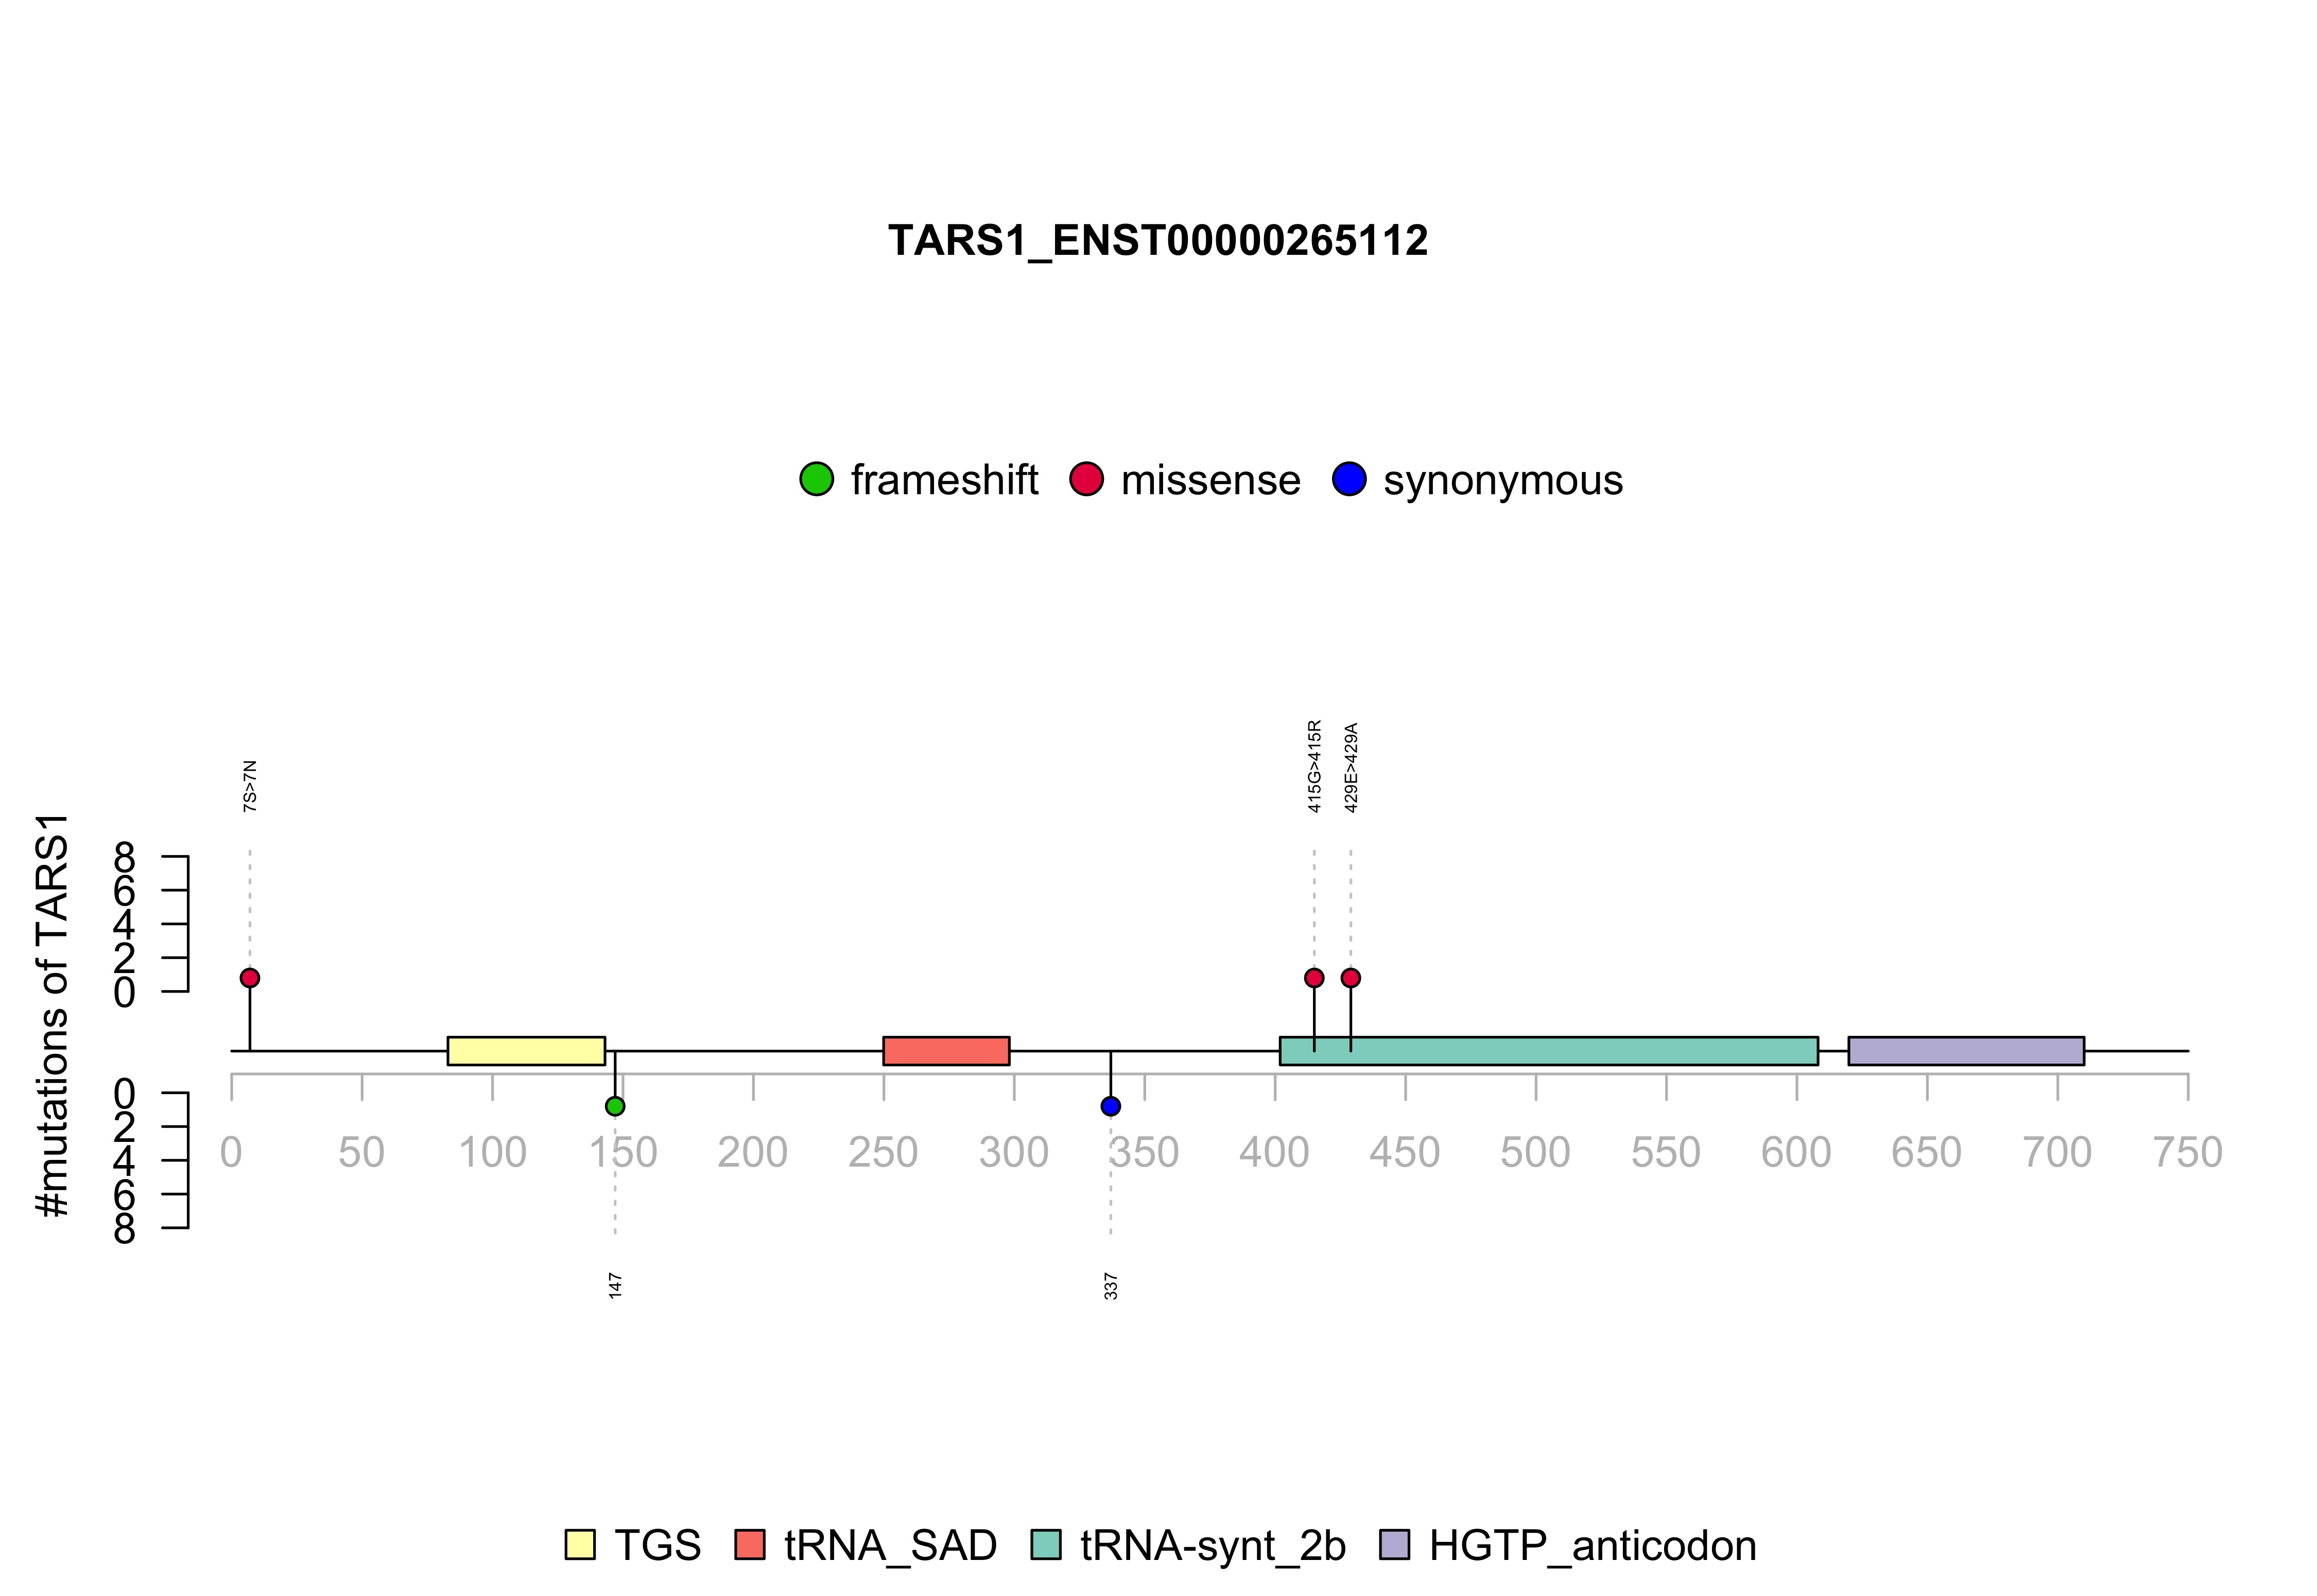 TARS1_ENST00000265112
frameshift missense synonymous
7S>7N 415G>415R 429E>429A
#mutations of TARS1
8
6
4
2
0
0
2
4
6
8
0 50 100 150 200 250 300 350 400 450 500 550 600 650 700 750
147 337
TGS tRNA_SAD tRNA-synt_2b HGTP_anticodon